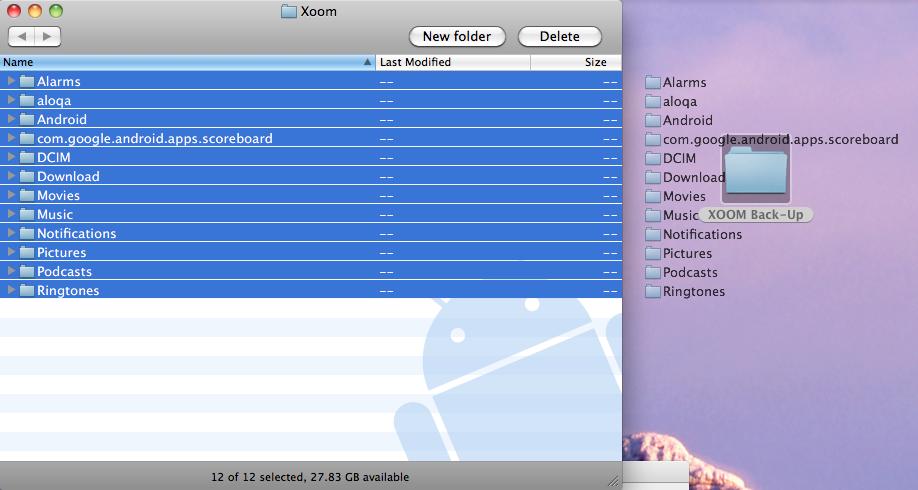 Xoom
New folder
Delete
Name
Last Modified
Size
Alarms -- --
aloqa -- --
Android -- --
com.google.android.apps.scoreboard -- --
DCIM -- --
Download -- --
Movies -- --
Music -- --
Notifications -- --
Pictures -- --
Podcasts -- --
Ringtones -- --
12 of 12 selected, 27.83 GB available
Alarms
aloqa
Android
com.google.android.apps.scoreboard
DCIM
Download
Movies
Music
XOOM Back-Up
Notifications
Pictures
Podcasts
Ringtones